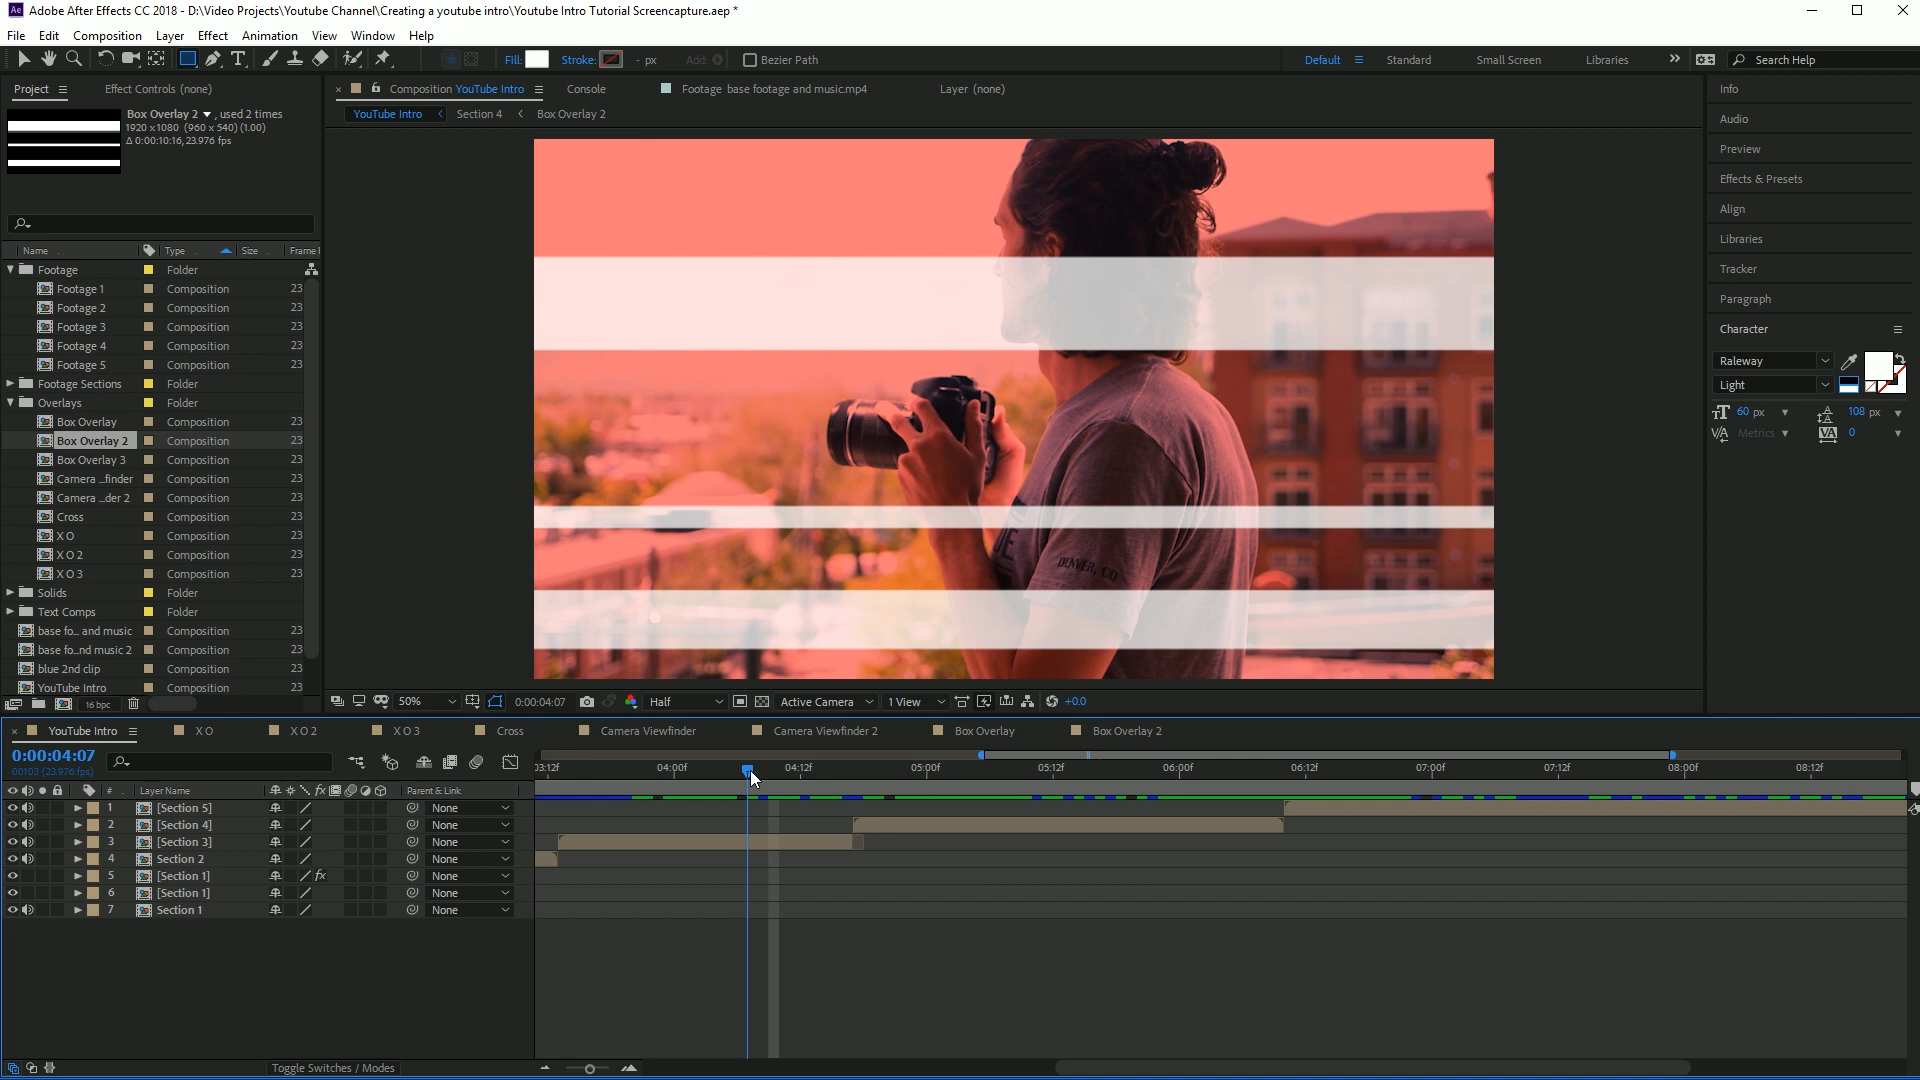 Adobe After Effects CC 2018 - D:\Video Projects\Youtube Channel\Creating a youtube intro\Youtube Intro Tutorial Screencapture.aep *
File Edit Composition Layer Effect Animation View Window Help
Fill: Stroke: - px Add: Bezier Path Default Standard Small Screen Libraries Search Help
Project Effect Controls (none) Composition YouTube Intro Console Footage base footage and music.mp4 Layer (none)
YouTube Intro Section 4 Box Overlay 2
Box Overlay 2 , used 2 times
1920 x 1080 (960 x 540) (1.00)
Δ 0:00:10:16, 23.976 fps
Name Type Size Frame
Footage Folder
Footage 1 Composition 23
Footage 2 Composition 23
Footage 3 Composition 23
Footage 4 Composition 23
Footage 5 Composition 23
Footage Sections Folder
Overlays Folder
Box Overlay Composition 23
Box Overlay 2 Composition 23
Box Overlay 3 Composition 23
Camera ...finder Composition 23
Camera ...der 2 Composition 23
Cross Composition 23
X O Composition 23
X O 2 Composition 23
X O 3 Composition 23
Solids Folder
Text Comps Folder
base fo... and music Composition 23
base fo...nd music 2 Composition 23
blue 2nd clip Composition 23
YouTube Intro Composition 23
16 bpc
DENVER, CO
50% 0:00:04:07 Half Active Camera 1 View +0.0
Info
Audio
Preview
Effects & Presets
Align
Libraries
Tracker
Paragraph
Character
Raleway
Light
60 px 108 px
Metrics 0
YouTube Intro X O X O 2 X O 3 Cross Camera Viewfinder Camera Viewfinder 2 Box Overlay Box Overlay 2
0:00:04:07
00103 (23.976 fps)
03:12f 04:00f 04:12f 05:00f 05:12f 06:00f 06:12f 07:00f 07:12f 08:00f 08:12f
# Layer Name fx Parent & Link
1 [Section 5] None
2 [Section 4] None
3 [Section 3] None
4 Section 2 None
5 [Section 1] fx None
6 [Section 1] None
7 Section 1 None
Toggle Switches / Modes